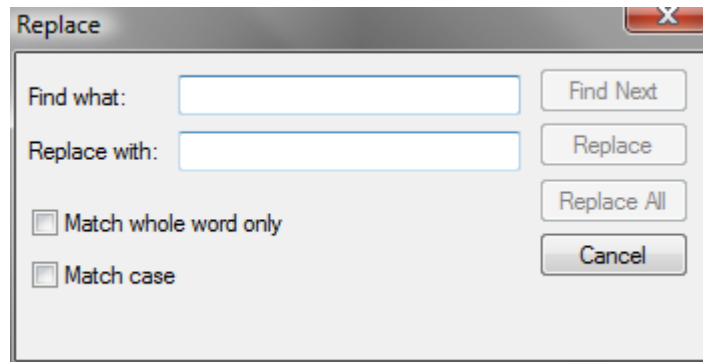 Replace
Find what:
Find Next
Replace with:
Replace
Replace All
Match whole word only
Cancel
Match case